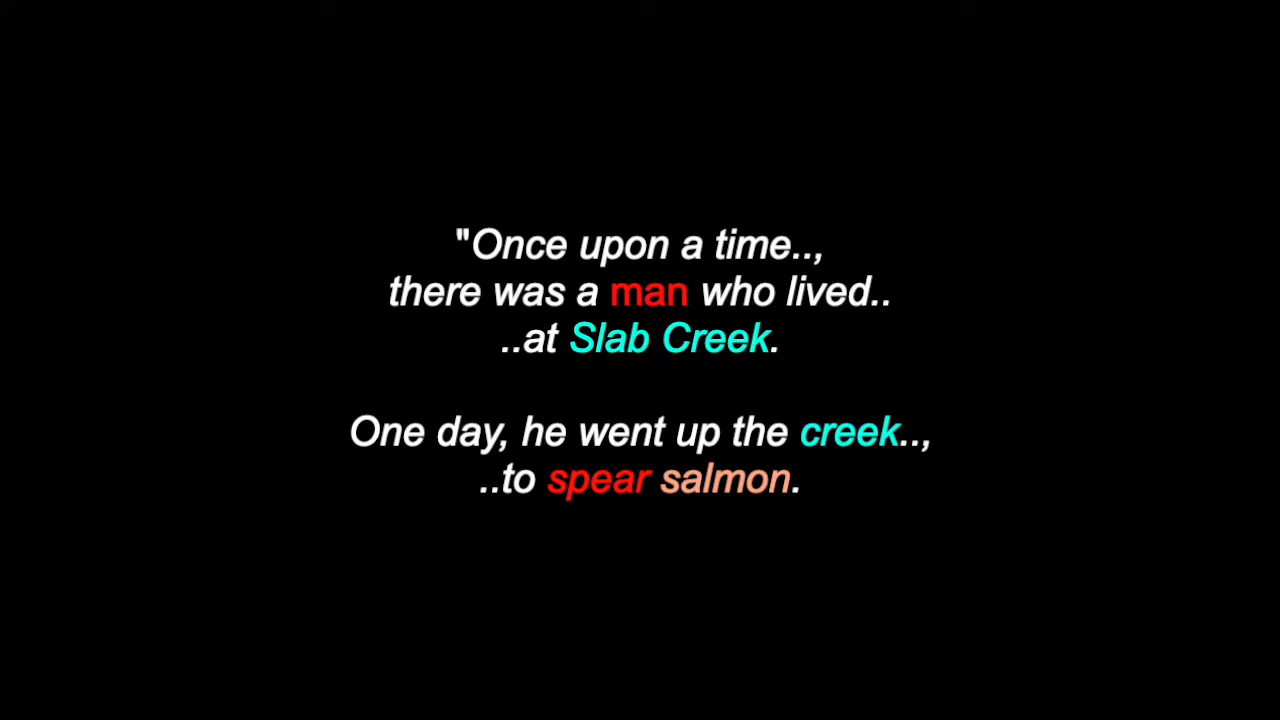 "Once upon a time..,
there was a man who lived..
..at Slab Creek.
One day, he went up the creek..,
..to spear salmon.